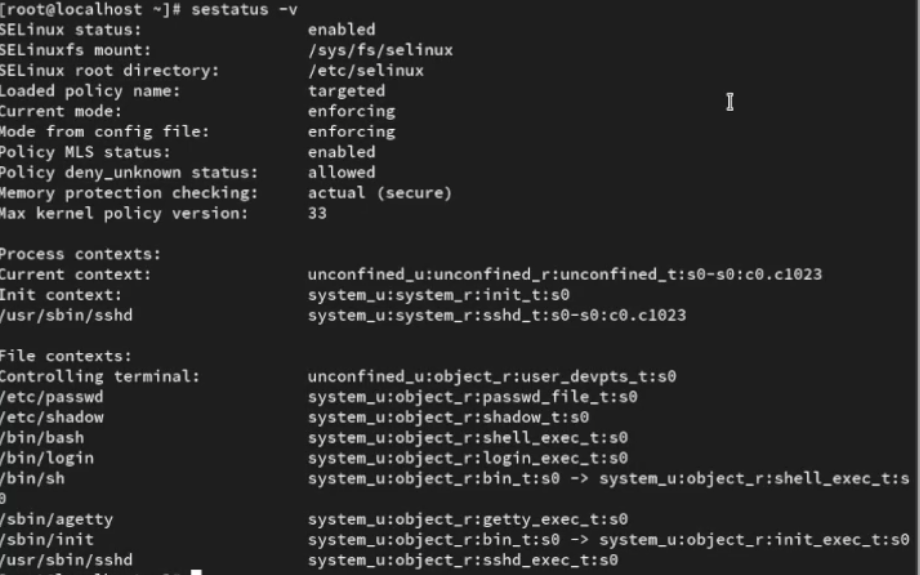 [root@localhost ~]# sestatus -v
SELinux status: enabled
SELinuxfs mount: /sys/fs/selinux
SELinux root directory: /etc/selinux
Loaded policy name: targeted
Current mode: enforcing
Mode from config file: enforcing
Policy MLS status: enabled
Policy deny_unknown status: allowed
Memory protection checking: actual (secure)
Max kernel policy version: 33
Process contexts:
Current context: unconfined_u:unconfined_r:unconfined_t:s0-s0:c0.c1023
Init context: system_u:system_r:init_t:s0
/usr/sbin/sshd system_u:system_r:sshd_t:s0-s0:c0.c1023
File contexts:
Controlling terminal: unconfined_u:object_r:user_devpts_t:s0
/etc/passwd system_u:object_r:passwd_file_t:s0
/etc/shadow system_u:object_r:shadow_t:s0
/bin/bash system_u:object_r:shell_exec_t:s0
/bin/login system_u:object_r:login_exec_t:s0
/bin/sh system_u:object_r:bin_t:s0 -> system_u:object_r:shell_exec_t:s
0
/sbin/agetty system_u:object_r:getty_exec_t:s0
/sbin/init system_u:object_r:bin_t:s0 -> system_u:object_r:init_exec_t:s0
/usr/sbin/sshd system_u:object_r:sshd_exec_t:s0